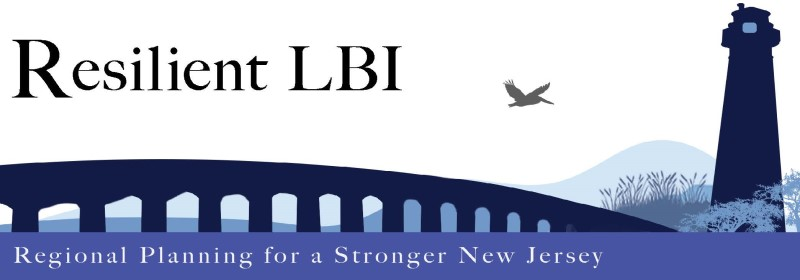 Resilient LBI
Regional Planning for a Stronger New Jersey